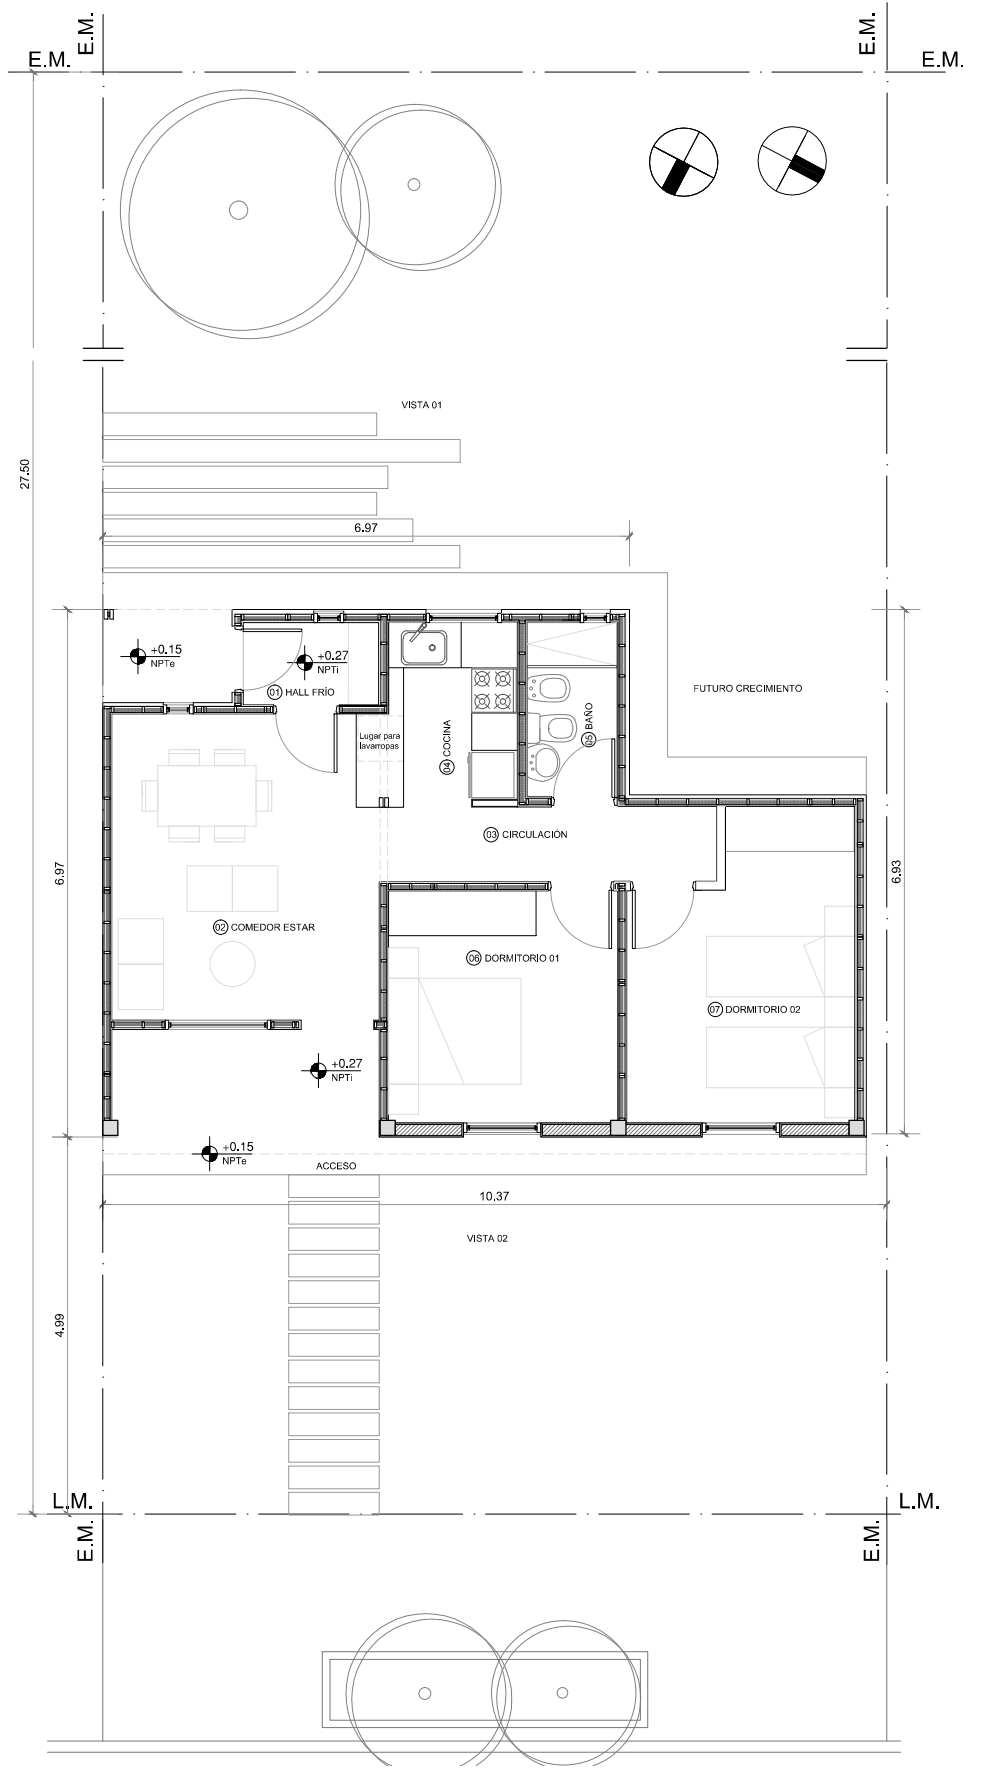 E.M.
E.M.
E.M.
E.M.
VISTA 01
27.50
6.97
+0.15
NPTe
+0.27
NPTi
01 HALL FRÍO
FUTURO CRECIMIENTO
Lugar para
lavarropas
04 COCINA
05 BAÑO
03 CIRCULACIÓN
6.97
6.93
02 COMEDOR ESTAR
06 DORMITORIO 01
07 DORMITORIO 02
+0.27
NPTi
+0.15
NPTe
ACCESO
10.37
VISTA 02
4.99
L.M.
L.M.
E.M.
E.M.